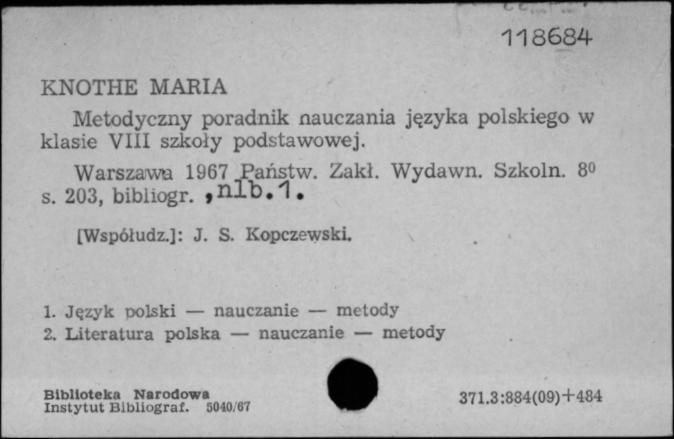 118684
KNOTHE MARIA
Metodyczny poradnik nauczania języka polskiego w
klasie VIII szkoły podstawowej.
Warszawa 1967 Państw. Zakł. Wydawn. Szkoln. 8⁰
s. 203, bibliogr. ,nlb.1.
[Współudz.]: J. S. Kopczewski.
1. Język polski — nauczanie — metody
2. Literatura polska — nauczanie — metody
Biblioteka Narodowa
Instytut Bibliograf. 5040/67
371.3:884(09)+484